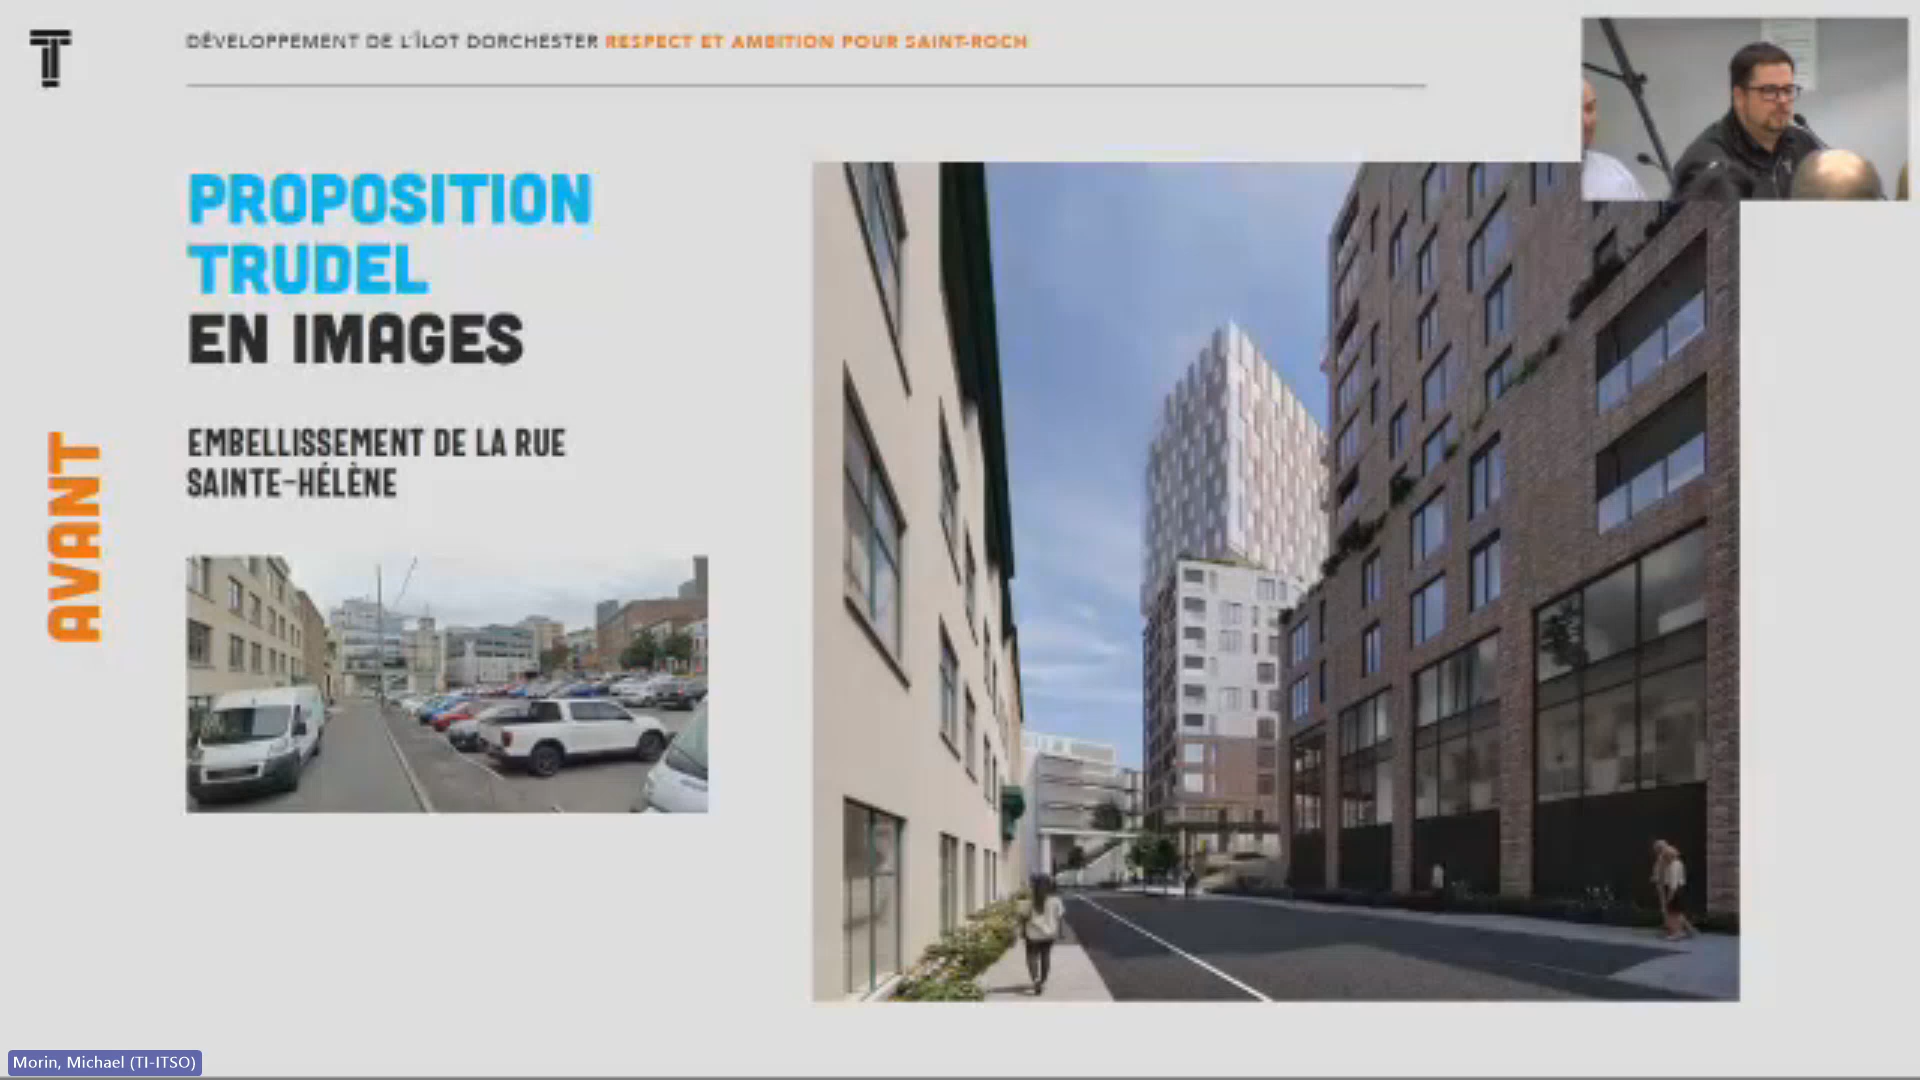 DÉVELOPPEMENT DE L'ÎLOT DORCHESTER RESPECT ET AMBITION POUR SAINT-ROCH
PROPOSITION
TRUDEL
EN IMAGES
EMBELLISSEMENT DE LA RUE
SAINTE-HÉLÈNE
AVANT
Morin, Michael (TI-ITSO)